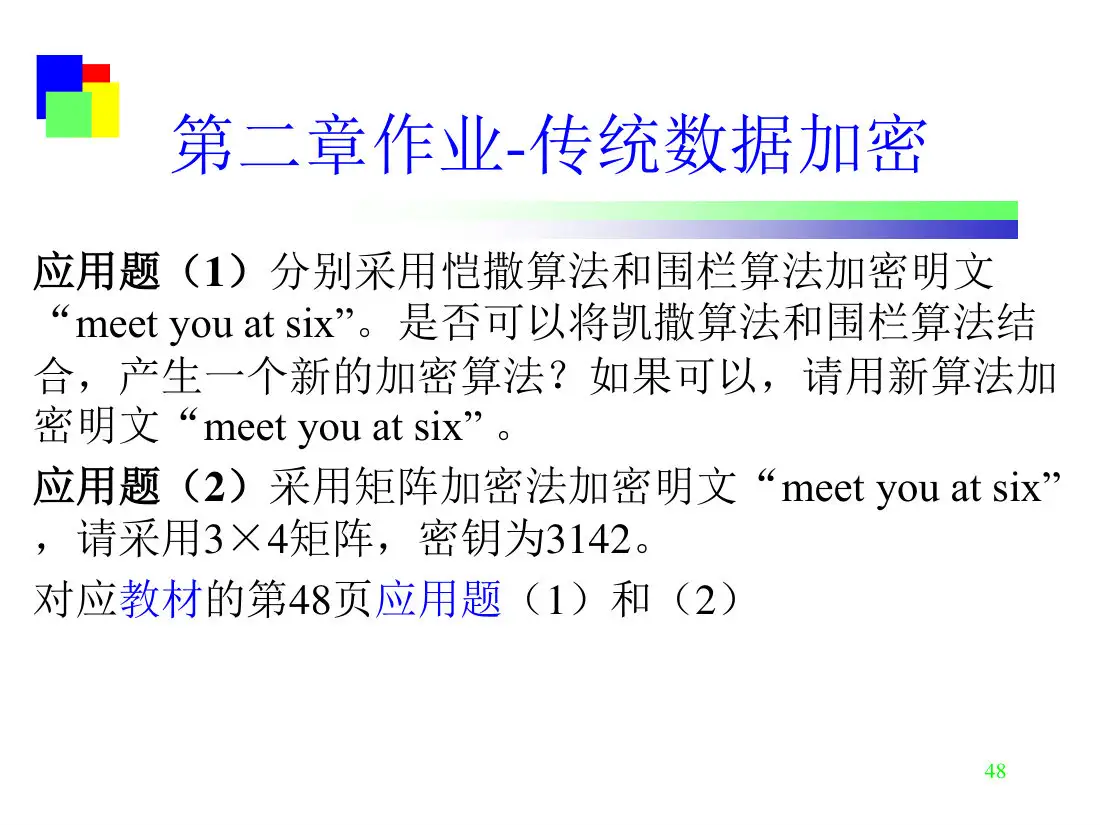 第二章作业-传统数据加密
应用题（1）分别采用恺撒算法和围栏算法加密明文
“meet you at six”。是否可以将凯撒算法和围栏算法结
合，产生一个新的加密算法？如果可以，请用新算法加
密明文“meet you at six” 。
应用题（2）采用矩阵加密法加密明文“meet you at six”
，请采用3×4矩阵，密钥为3142。
对应教材的第48页应用题（1）和（2）
48